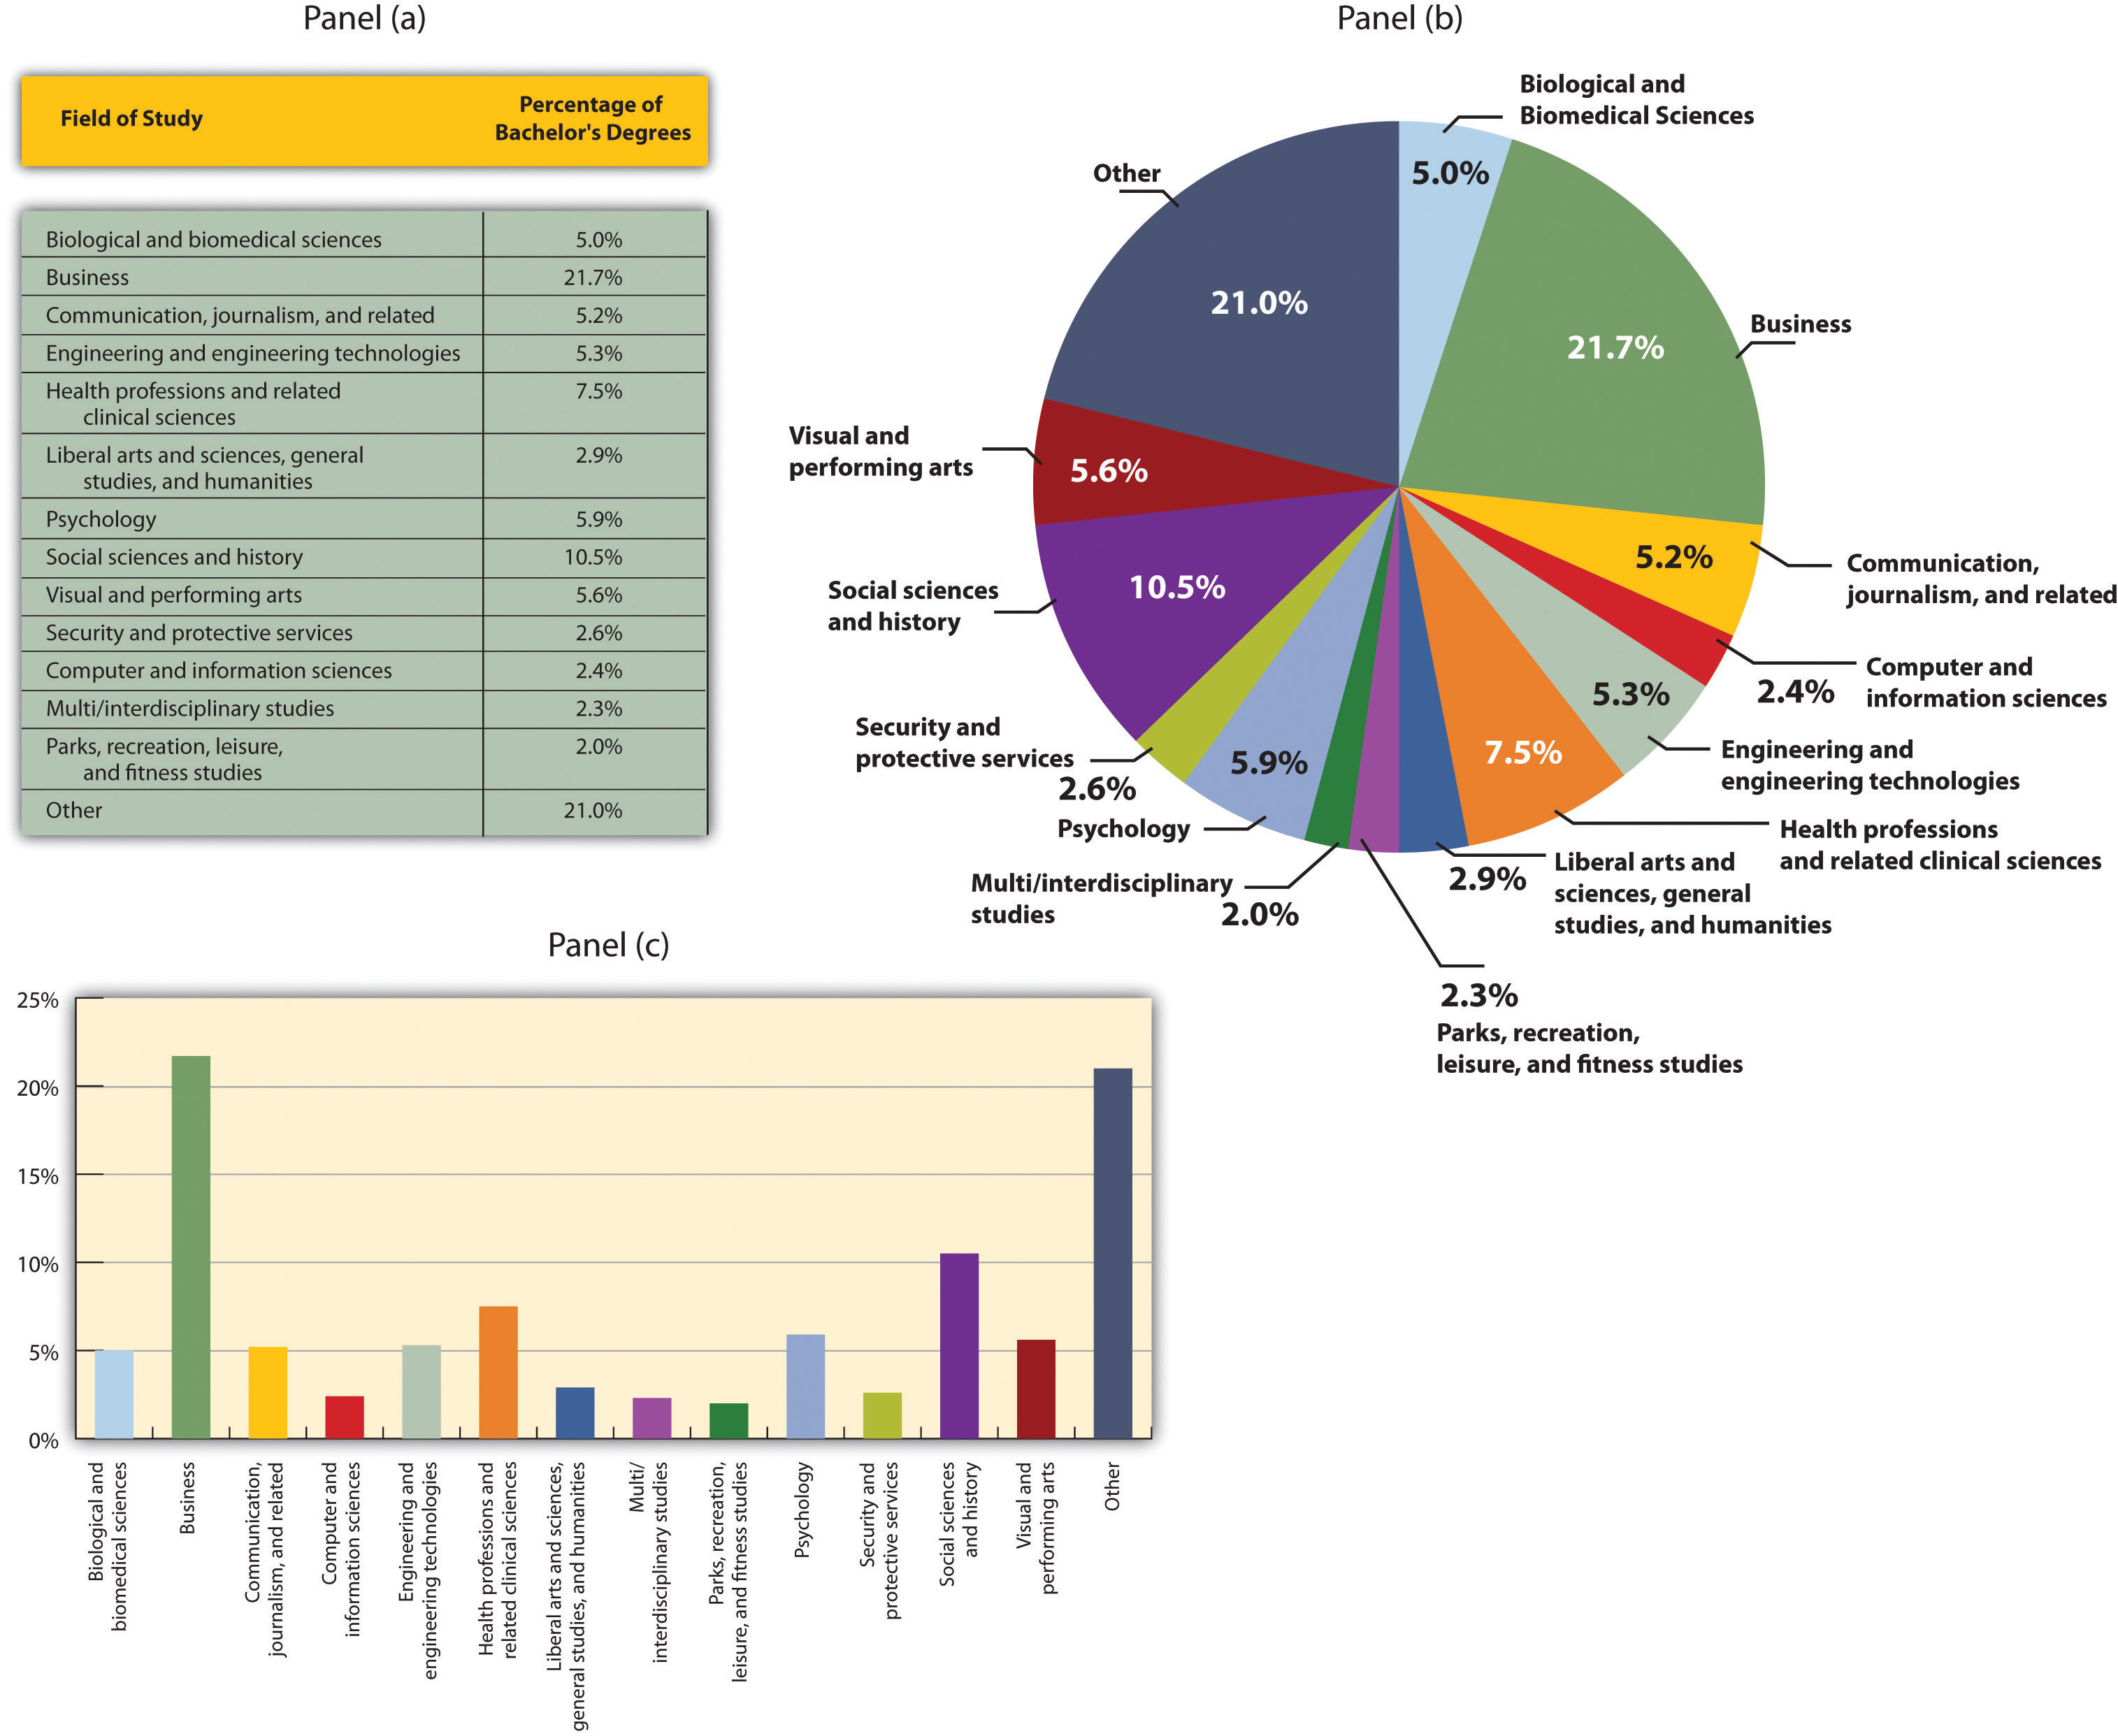 Panel (a)
Field of Study
Percentage of
Bachelor's Degrees
Biological and biomedical sciences 5.0%
Business 21.7%
Communication, journalism, and related 5.2%
Engineering and engineering technologies 5.3%
Health professions and related 7.5%
clinical sciences
Liberal arts and sciences, general 2.9%
studies, and humanities
Psychology 5.9%
Social sciences and history 10.5%
Visual and performing arts 5.6%
Security and protective services 2.6%
Computer and information sciences 2.4%
Multi/interdisciplinary studies 2.3%
Parks, recreation, leisure, 2.0%
and fitness studies
Other 21.0%
Panel (b)
Biological and
Biomedical Sciences
5.0%
Business
21.7%
Communication,
journalism, and related
5.2%
Computer and
information sciences
2.4%
Engineering and
engineering technologies
5.3%
Health professions
and related clinical sciences
7.5%
Liberal arts and
sciences, general
studies, and humanities
2.9%
2.3%
Parks, recreation,
leisure, and fitness studies
Multi/interdisciplinary
studies
2.0%
Psychology
5.9%
Security and
protective services
2.6%
Social sciences
and history
10.5%
Visual and
performing arts
5.6%
Other
21.0%
Panel (c)
25%
20%
15%
10%
5%
0%
Biological and
biomedical sciences
Business
Communication,
journalism, and related
Computer and
information sciences
Engineering and
engineering technologies
Health professions and
related clinical sciences
Liberal arts and sciences,
general studies, and humanities
Multi/
interdisciplinary studies
Parks, recreation,
leisure, and fitness studies
Psychology
Security and
protective services
Social sciences
and history
Visual and
performing arts
Other